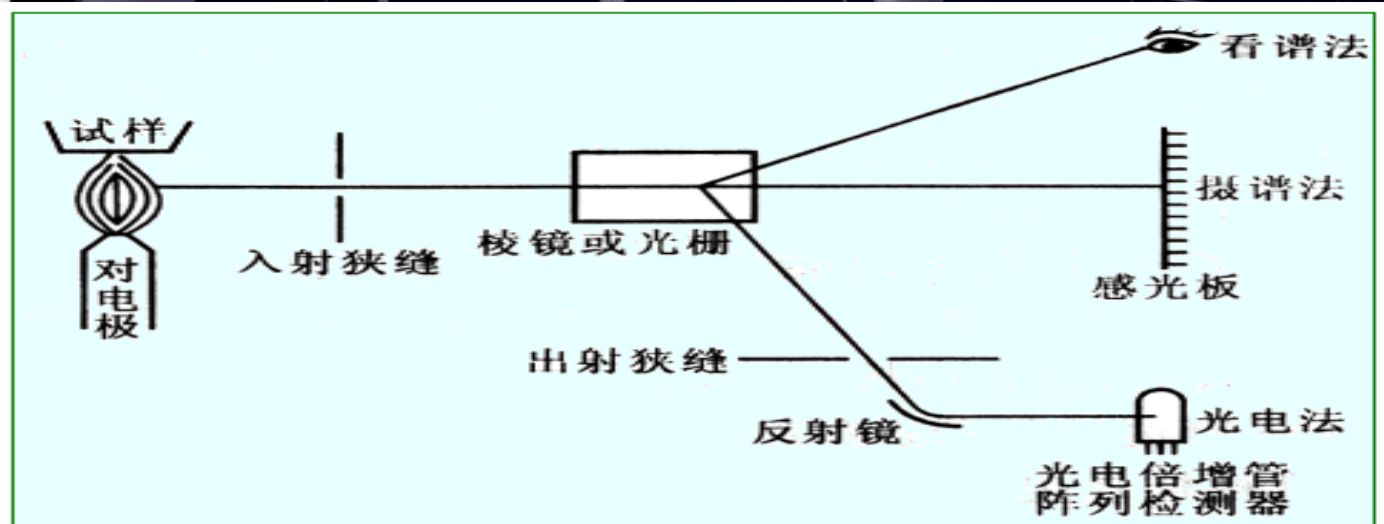 看谱法
试样
摄谱法
棱镜或光栅
入射狭缝
对电极
感光板
出射狭缝
反射镜
光电法
光电倍增管
阵列检测器